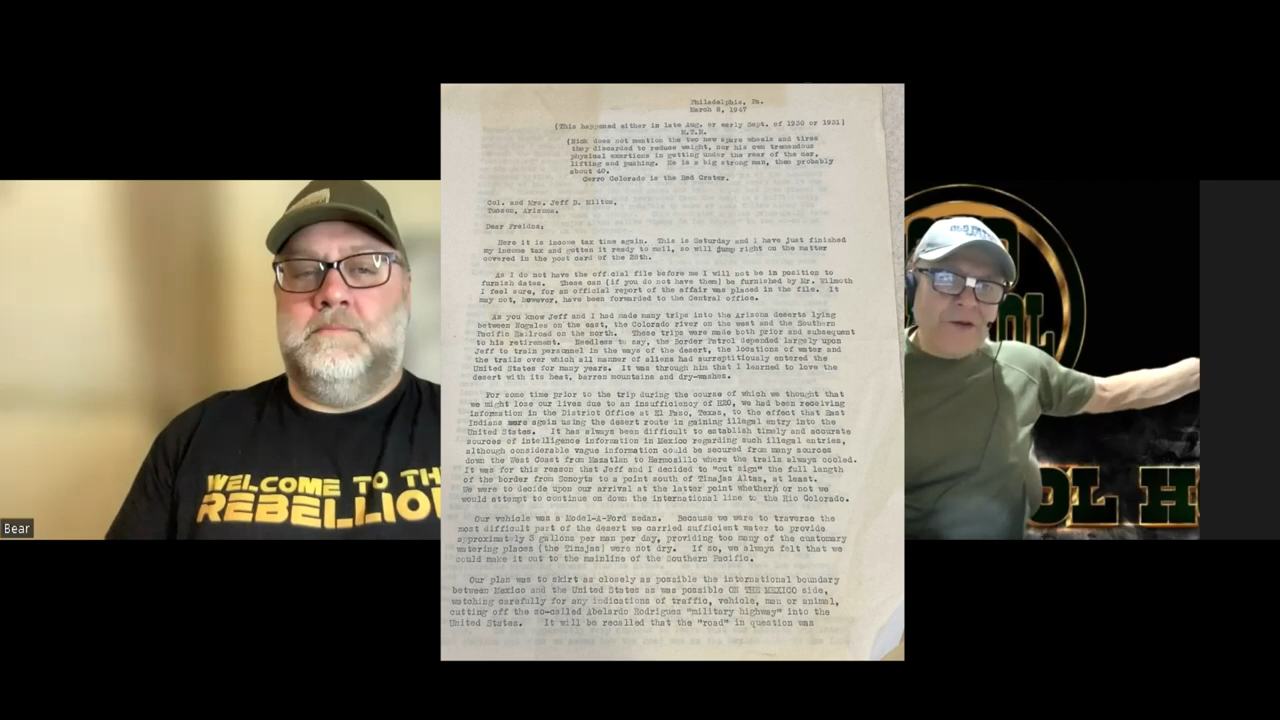 Philadelphia, Pa.
March 8, 1947
(This happened either in late Aug. or early Sept. of 1930 or 1931)
M.T.M.
(Nick does not mention the two new spare wheels and tires
they discarded to reduce weight, nor his own tremendous
physical exertions in getting under the rear of the car,
lifting and pushing. He is a big strong man, then probably
about 40.
Cerro Colorado is the Red Crater.
Col. and Mrs. Jeff D. Milton,
Tucson, Arizona.
Dear Freinds;
Here it is income tax time again. This is Saturday and I have just finished
my income tax and gotten it ready to mail, so will jump right on the matter
covered in the post card of the 28th.
As I do not have the official file before me I will not be in position to
furnish dates. These can (if you do not have them) be furnished by Mr. Wilmoth
I feel sure, for an official report of the affair was placed in the file. It
may not, however, have been forwarded to the Central office.
As you know Jeff and I had made many trips into the Arizona deserts lying
between Nogales on the east, the Colorado river on the west and the Southern
Pacific Railroad on the north. These trips were made both prior and subsequent
to his retirement. Needless to say, the Border Patrol depended largely upon
Jeff to train personnel in the ways of the desert, the locations of water and
the trails over which all manner of aliens had surreptitiously entered the
United States for many years. It was through him that I learned to love the
desert with its heat, barren mountains and dry-washes.
For some time prior to the trip during the course of which we thought that
we might lose our lives due to an insufficiency of H2O, we had been receiving
information in the District Office at El Paso, Texas, to the effect that East
Indians were again using the desert route in gaining illegal entry into the
United States. It has always been difficult to establish timely and accurate
sources of intelligence information in Mexico regarding such illegal entries,
although considerable vague information could be secured from many sources
down the West Coast from Mazatlan to Hermosillo where the trails always cooled.
It was for this reason that Jeff and I decided to "cut sign" the full length
of the border from Sonoyta to a point south of Tinajas Altas, at least.
We were to decide upon our arrival at the latter point whether or not we
would attempt to continue on down the international line to the Rio Colorado.
Our vehicle was a Model-A-Ford sedan. Because we were to traverse the
most difficult part of the desert we carried sufficient water to provide
approximately 3 gallons per man per day, providing too many of the customary
watering places (the Tinajas) were not dry. If so, we always felt that we
could make it out to the mainline of the Southern Pacific.
Our plan was to skirt as closely as possible the international boundary
between Mexico and the United States as was possible ON THE MEXICO side,
watching carefully for any indications of traffic, vehicle, man or animal,
cutting off the so-called Abelardo Rodriguez "military highway" into the
United States. It will be recalled that the "road" in question was
WELCOME TO TH
REBELLIO
Bear
OLD PATROL
OL
OL H